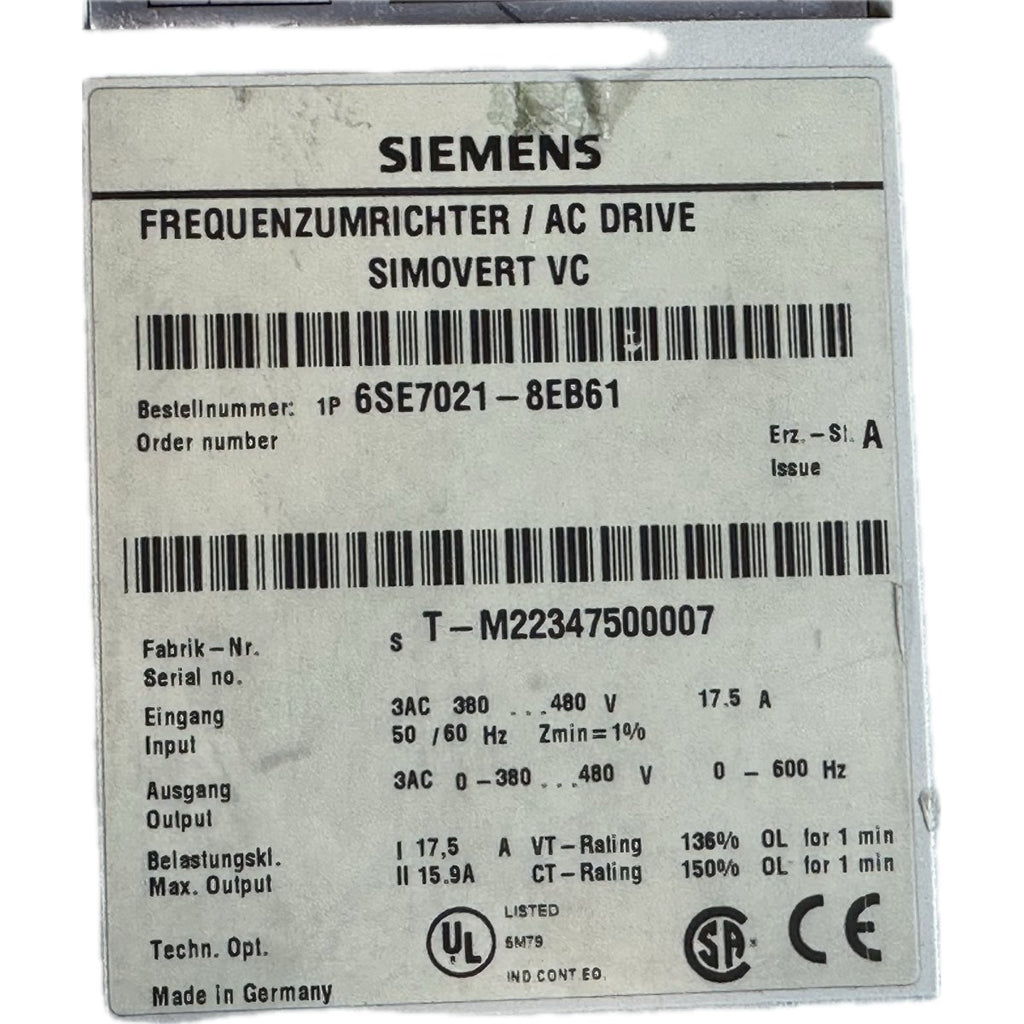 SIEMENS
FREQUENZUMRICHTER / AC DRIVE
SIMOVERT VC
Bestellnummer: 1P 6SE7021-8EB61
Order number
Erz.-St. A
Issue
Fabrik-Nr. S T-M22347500007
Serial no.
Eingang 3AC 380 ...480 V 17.5 A
Input 50 /60 Hz Zmin=1%
Ausgang 3AC 0-380 ...480 V 0 - 600 Hz
Output
Belastungskl. I 17,5 A VT-Rating 136% OL for 1 min
Max. Output II 15.9A CT-Rating 150% OL for 1 min
Techn. Opt.
UL LISTED
5M79
IND.CONT.EQ.
SA CE
Made in Germany